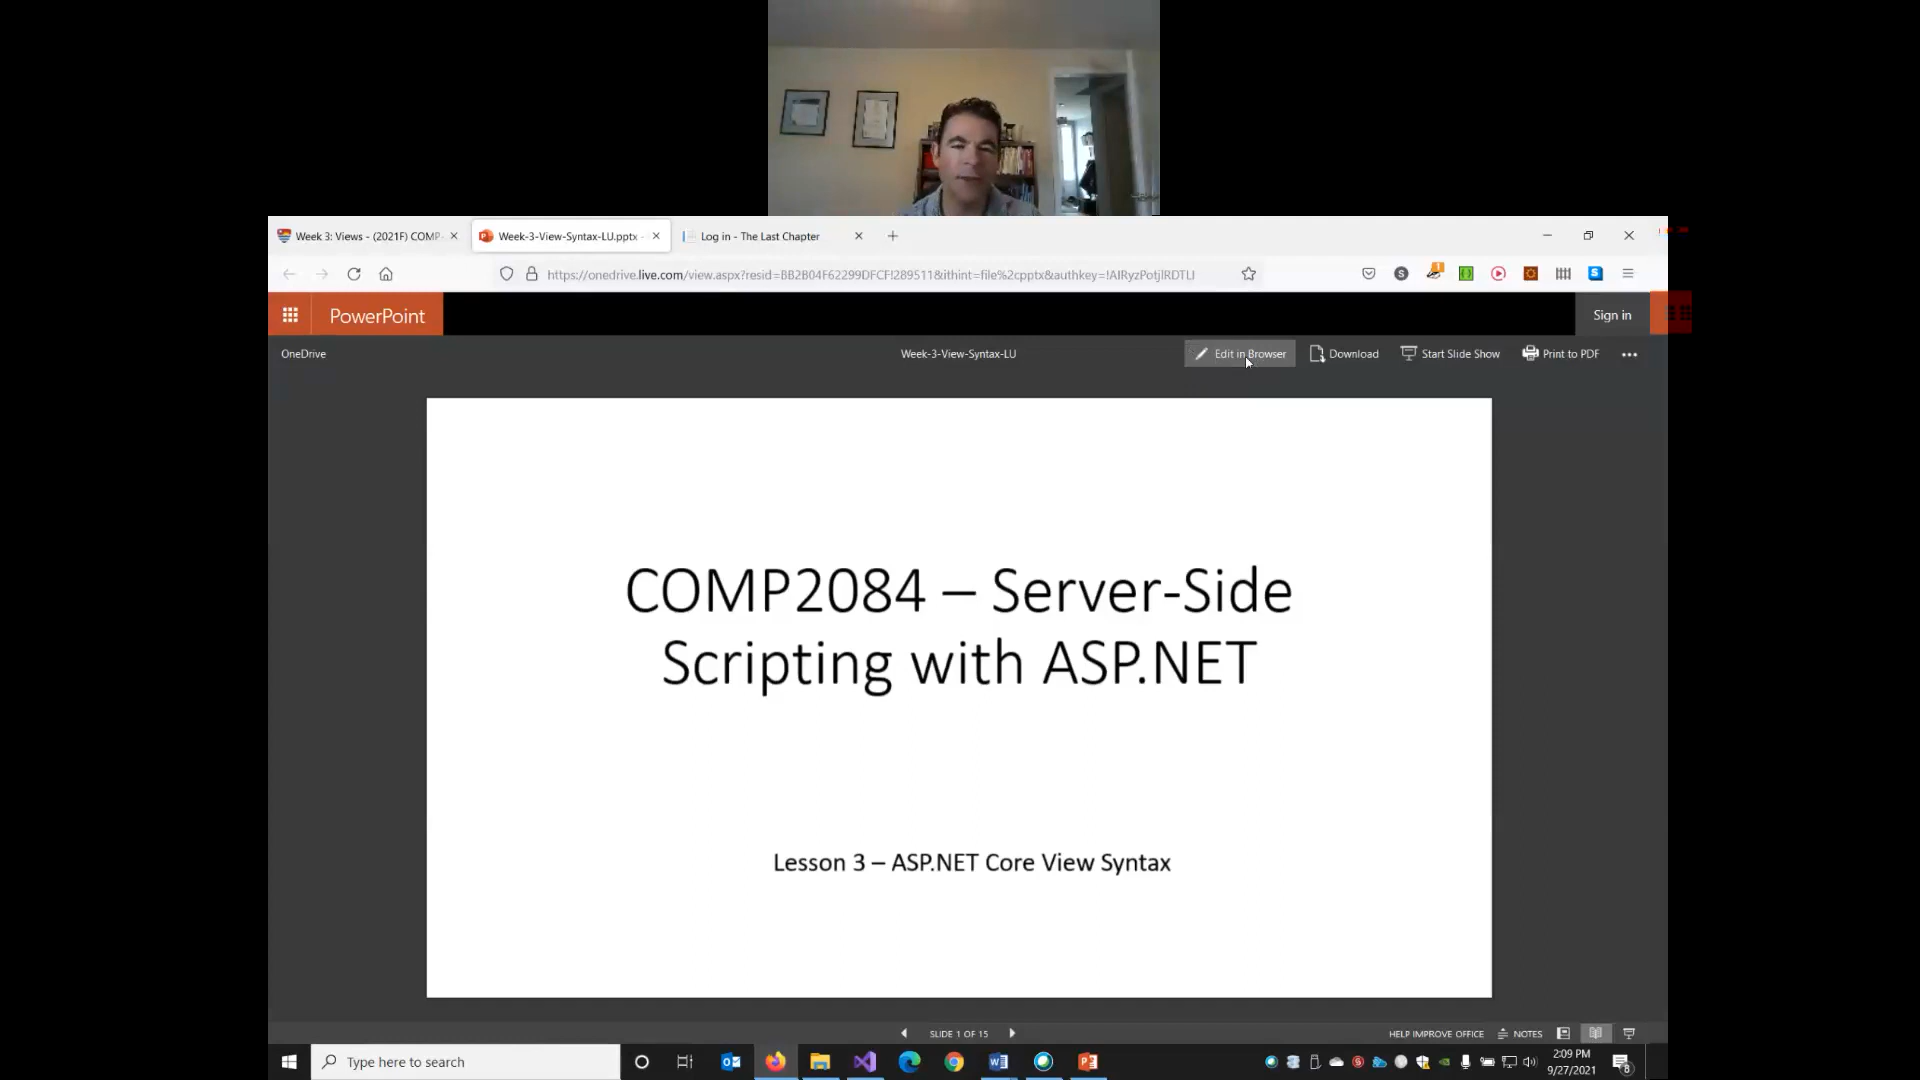 Week 3: Views - (2021F) COMP-
Week-3-View-Syntax-LU.pptx -
Log in - The Last Chapter
https://onedrive.live.com/view.aspx?resid=BB2B04F62299DFCF!289511&ithint=file%2cpptx&authkey=!AIRyzPotjlRDTLI
PowerPoint
Sign in
OneDrive
Week-3-View-Syntax-LU
Edit in Browser
Download
Start Slide Show
Print to PDF
COMP2084 – Server-Side
Scripting with ASP.NET
Lesson 3 – ASP.NET Core View Syntax
SLIDE 1 OF 15
HELP IMPROVE OFFICE
NOTES
Type here to search
2:09 PM
9/27/2021
8